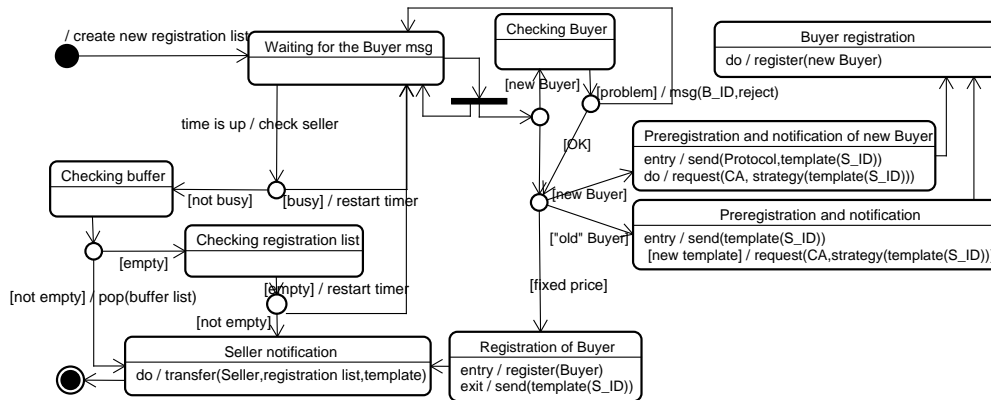 / create new registration list
Waiting for the Buyer msg
Checking Buyer
Buyer registration
do / register(new Buyer)
[new Buyer]
[problem] / msg(B_ID,reject)
time is up / check seller
[OK]
Preregistration and notification of new Buyer
entry / send(Protocol,template(S_ID))
do / request(CA, strategy(template(S_ID)))
Checking buffer
[not busy]
[busy] / restart timer
[new Buyer]
Preregistration and notification
entry / send(template(S_ID))
[new template] / request(CA,strategy(template(S_ID)))
["old" Buyer]
Checking registration list
[empty]
[empty] / restart timer
[not empty] / pop(buffer list)
[fixed price]
[not empty]
Seller notification
do / transfer(Seller,registration list,template)
Registration of Buyer
entry / register(Buyer)
exit / send(template(S_ID))